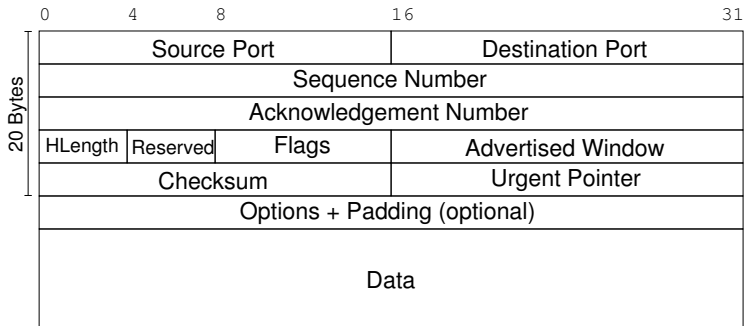 0 4 8 16 31
Source Port Destination Port
Sequence Number
Acknowledgement Number
HLength Reserved Flags Advertised Window
Checksum Urgent Pointer
Options + Padding (optional)
Data
20 Bytes